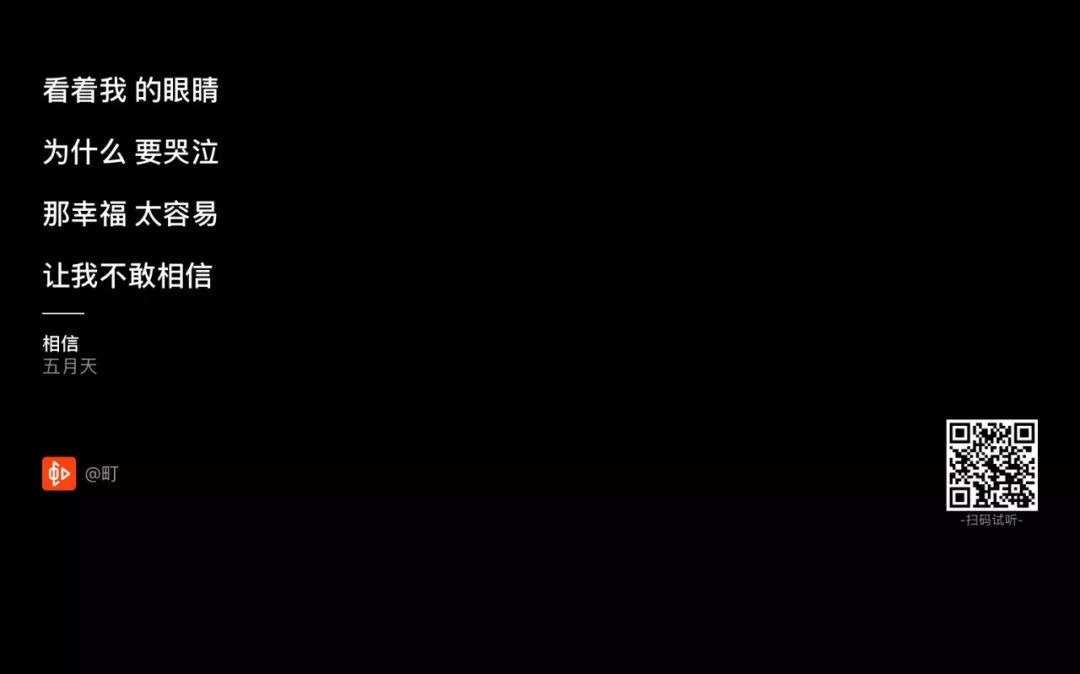 看着我 的眼睛
为什么 要哭泣
那幸福 太容易
让我不敢相信
相信
五月天
@町
-扫码试听-